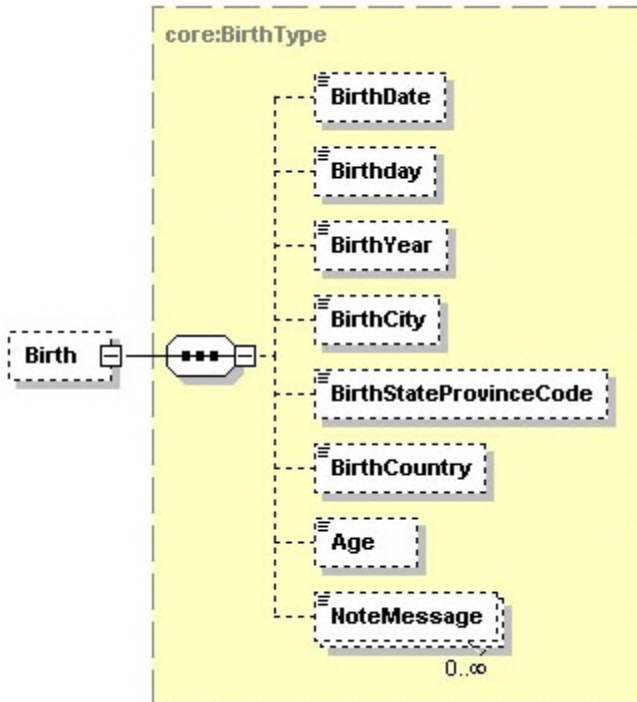 core:BirthType
BirthDate
Birthday
BirthYear
BirthCity
Birth
BirthStateProvinceCode
BirthCountry
Age
NoteMessage
0..∞